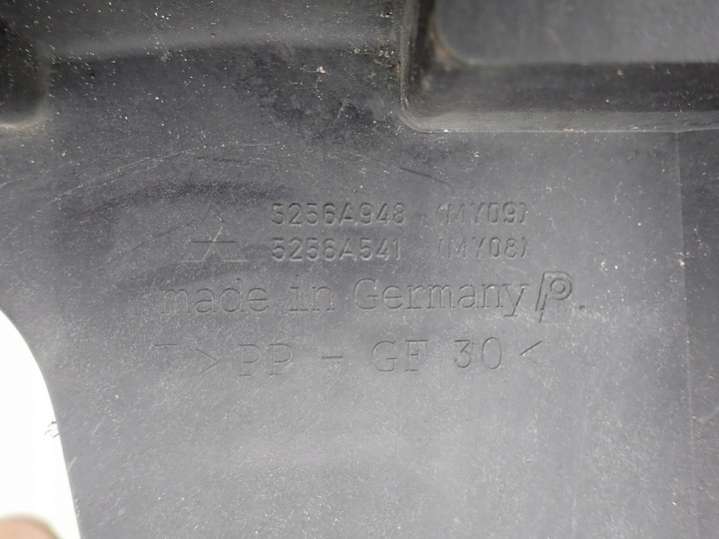 5256A948 (MY09)
5256A541 (MY08)
made in Germany P.
>PP - GF 30<